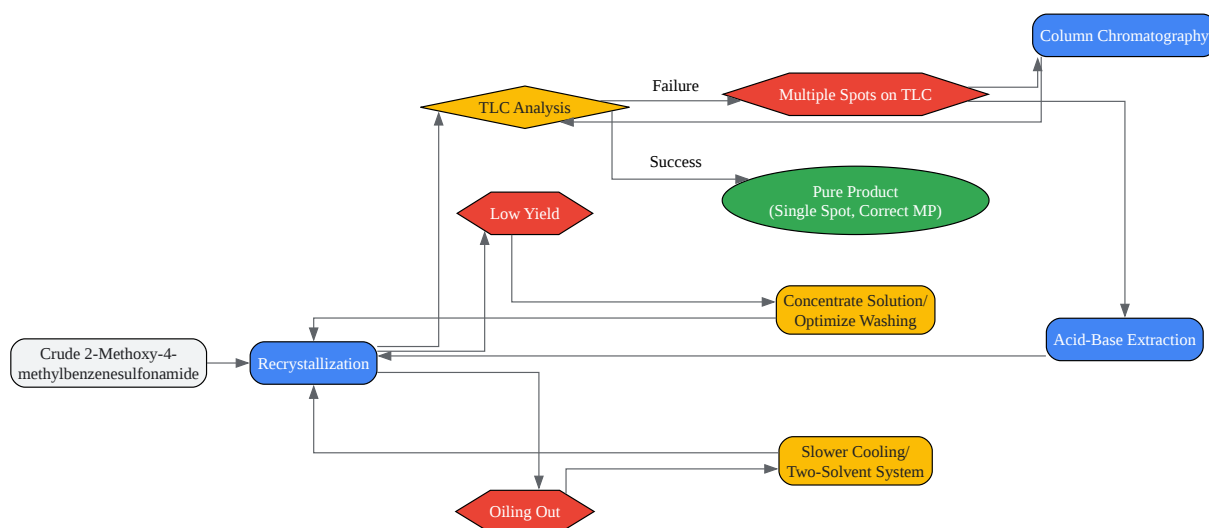 Column Chromatography
Failure
Multiple Spots on TLC
TLC Analysis
Success
Pure Product
(Single Spot, Correct MP)
Low Yield
Concentrate Solution/
Optimize Washing
Acid-Base Extraction
Crude 2-Methoxy-4-
methylbenzenesulfonamide
Recrystallization
Slower Cooling/
Two-Solvent System
Oiling Out